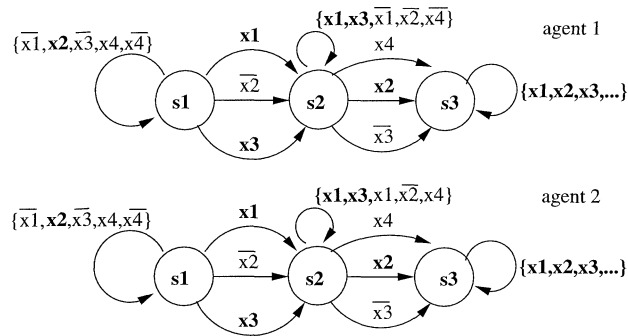 {x̅1̅,x2,x̅3̅,x4,x̅4̅}
x1
x̅2̅
x3
{x1,x3,x̅1̅,x̅2̅,x̅4̅}
x4
x2
x̅3̅
agent 1
s1
s2
s3
{x1,x2,x3,...}
{x̅1̅,x2,x̅3̅,x4,x̅4̅}
x1
x̅2̅
x3
{x1,x3,x1,x̅2̅,x4}
x4
x2
x̅3̅
agent 2
s1
s2
s3
{x1,x2,x3,...}